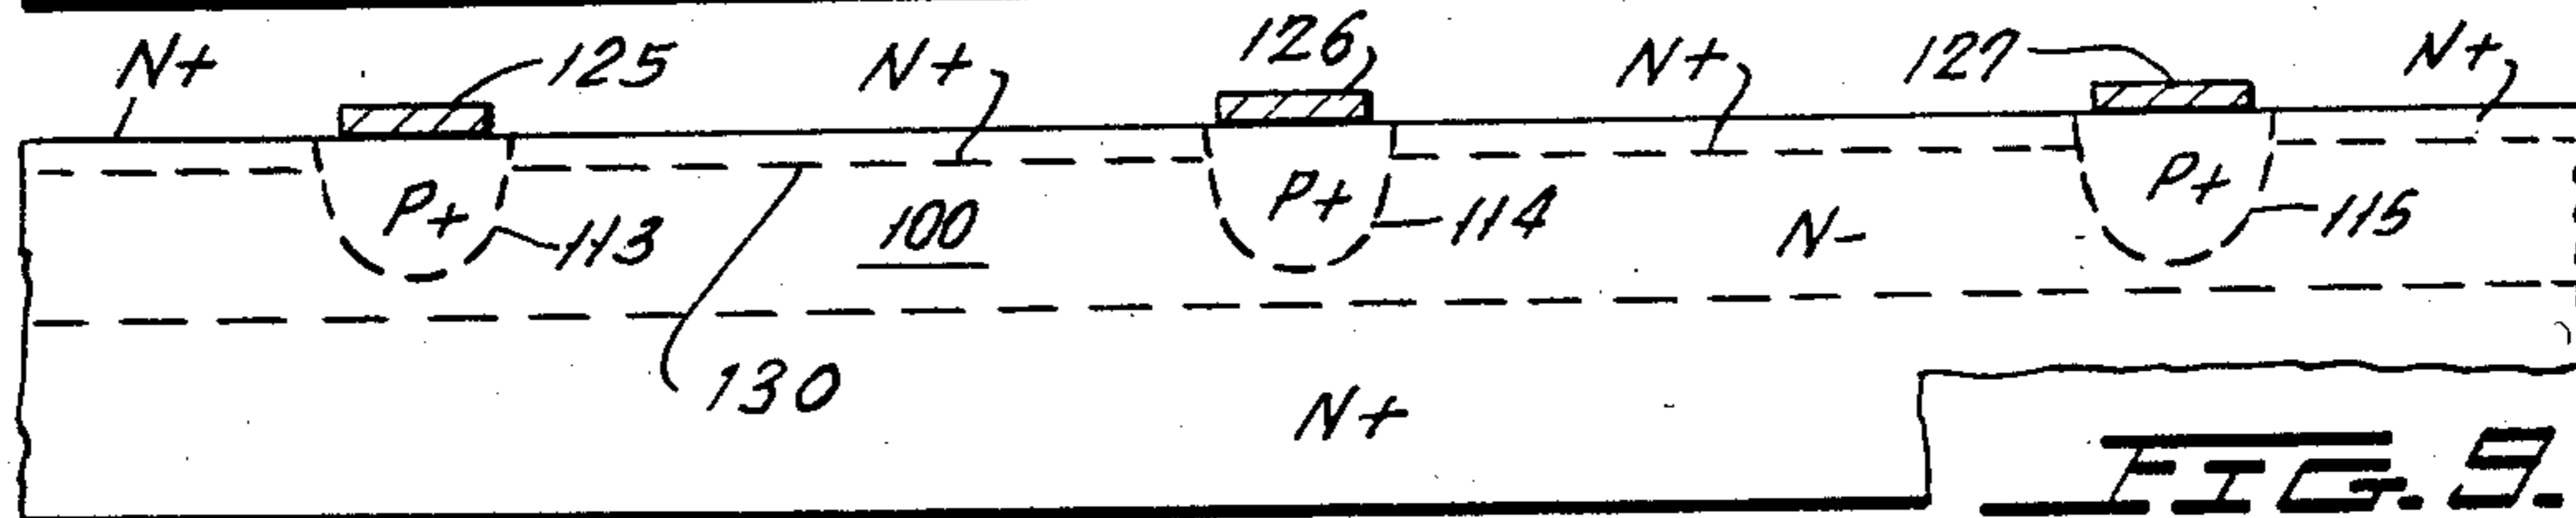 N+ 125 N+ 126 N+ 127 N+
P+ 113 100 P+ 114 N- P+ 115
130 N+
FIG. 9.